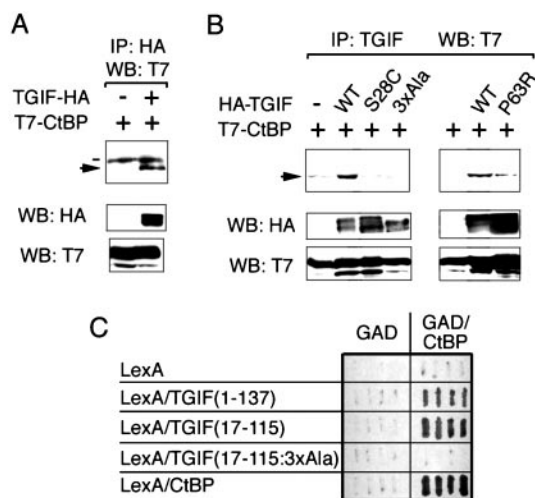 A
IP: HA
WB: T7
TGIF-HA - +
T7-CtBP + +
WB: HA
WB: T7
B
IP: TGIF WB: T7
HA-TGIF - WT S28C 3xAla WT P63R
T7-CtBP + + + + + + +
WB: HA
WB: T7
C
GAD GAD/CtBP
LexA
LexA/TGIF(1-137)
LexA/TGIF(17-115)
LexA/TGIF(17-115:3xAla)
LexA/CtBP